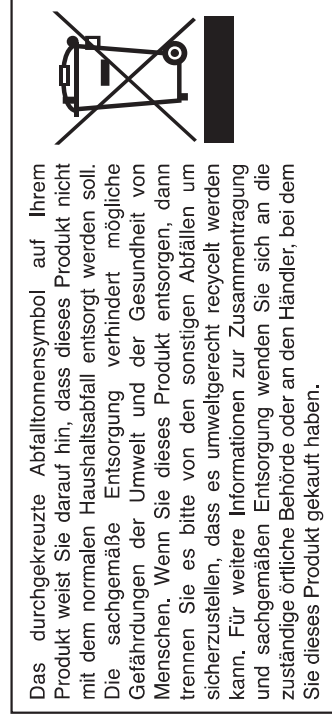 Das durchgekreuzte Abfalltonnensymbol auf Ihrem
Produkt weist Sie darauf hin, dass dieses Produkt nicht
mit dem normalen Haushaltsabfall entsorgt werden soll.
Die sachgemäße Entsorgung verhindert mögliche
Gefährdungen der Umwelt und der Gesundheit von
Menschen. Wenn Sie dieses Produkt entsorgen, dann
trennen Sie es bitte von den sonstigen Abfällen um
sicherzustellen, dass es umweltgerecht recycelt werden
kann. Für weitere Informationen zur Zusammentragung
und sachgemäßen Entsorgung wenden Sie sich an die
zuständige örtliche Behörde oder an den Händler, bei dem
Sie dieses Produkt gekauft haben.